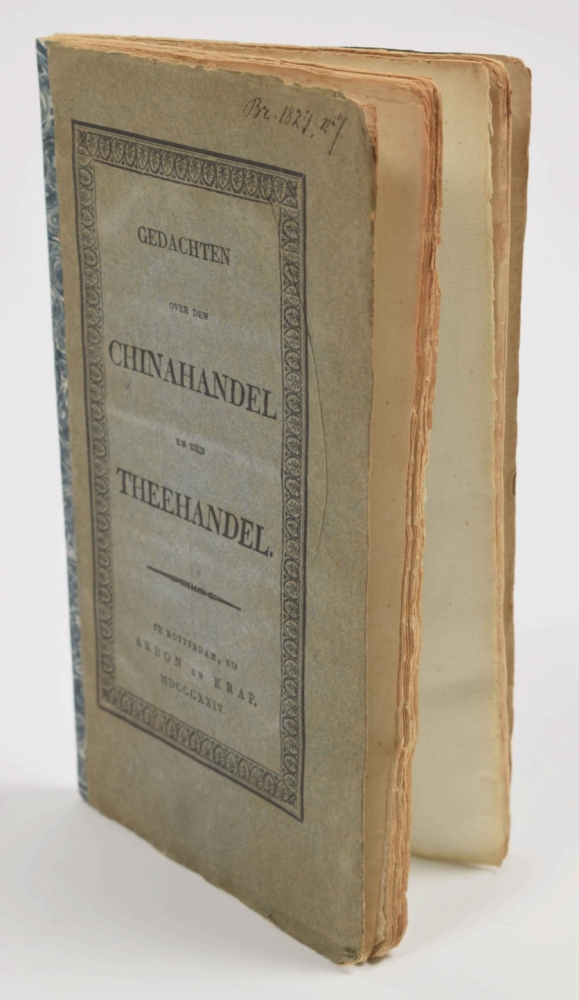 Br. 1824, n° 7
GEDACHTEN
OVER DEN
CHINAHANDEL
EN DEN
THEEHANDEL.
TE ROTTERDAM, BIJ
ARBON EN KRAP,
MDCCCXXIV.